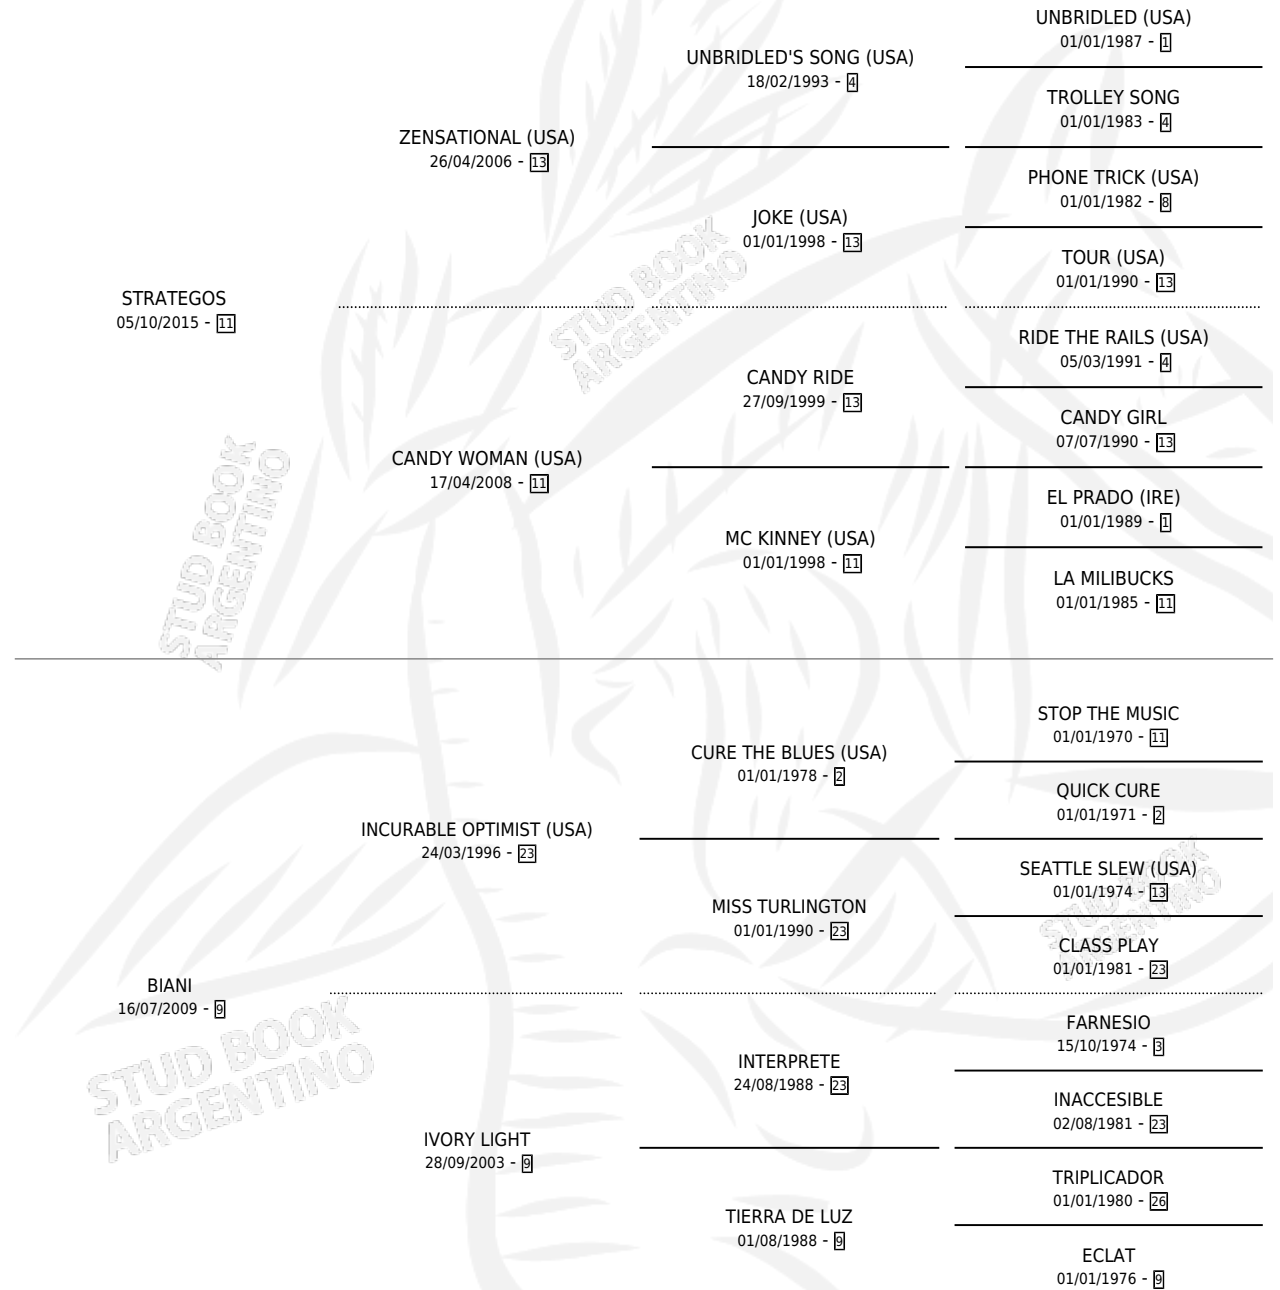 UNBRIDLED (USA)
01/01/1987 - 1
UNBRIDLED'S SONG (USA)
18/02/1993 - 4
TROLLEY SONG
01/01/1983 - 4
ZENSATIONAL (USA)
26/04/2006 - 13
PHONE TRICK (USA)
01/01/1982 - 8
JOKE (USA)
01/01/1998 - 13
TOUR (USA)
01/01/1990 - 13
STRATEGOS
05/10/2015 - 11
RIDE THE RAILS (USA)
05/03/1991 - 4
CANDY RIDE
27/09/1999 - 13
CANDY GIRL
07/07/1990 - 13
CANDY WOMAN (USA)
17/04/2008 - 11
EL PRADO (IRE)
01/01/1989 - 1
MC KINNEY (USA)
01/01/1998 - 11
LA MILIBUCKS
01/01/1985 - 11
STUD BOOK
ARGENTINO
STUD BOOK
ARGENTINO
STOP THE MUSIC
01/01/1970 - 11
CURE THE BLUES (USA)
01/01/1978 - 2
QUICK CURE
01/01/1971 - 2
INCURABLE OPTIMIST (USA)
24/03/1996 - 23
SEATTLE SLEW (USA)
01/01/1974 - 13
MISS TURLINGTON
01/01/1990 - 23
CLASS PLAY
01/01/1981 - 23
BIANI
16/07/2009 - 9
FARNESIO
15/10/1974 - 3
INTERPRETE
24/08/1988 - 23
INACCESIBLE
02/08/1981 - 23
IVORY LIGHT
28/09/2003 - 9
TRIPLICADOR
01/01/1980 - 26
TIERRA DE LUZ
01/08/1988 - 9
ECLAT
01/01/1976 - 9
STUD BOOK
ARGENTINO
STUD BOOK
ARGENTINO